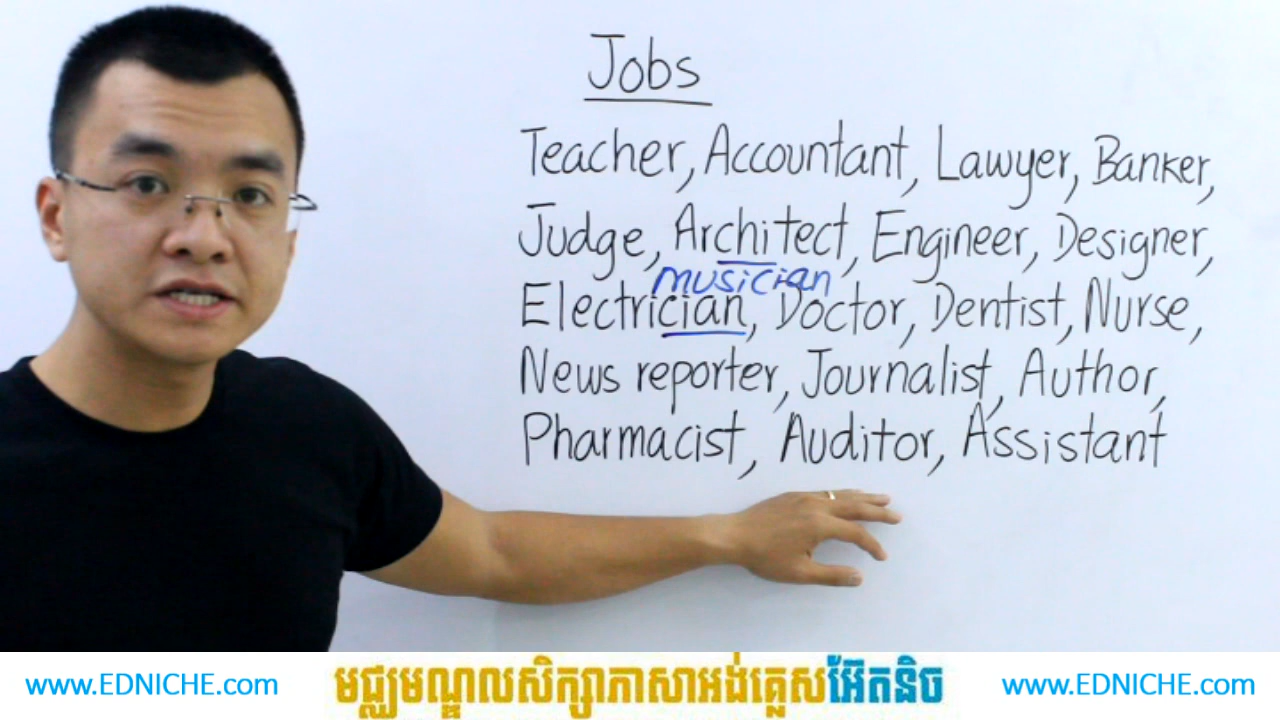 Jobs
Teacher, Accountant, Lawyer, Banker,
Judge, Architect, Engineer, Designer,
musician
Electrician, Doctor, Dentist, Nurse,
News reporter, Journalist, Author,
Pharmacist, Auditor, Assistant
www.EDNICHE.com មជ្ឈមណ្ឌលសិក្សាភាសាអង់គ្លេសអ៊ែតនិច www.EDNICHE.com